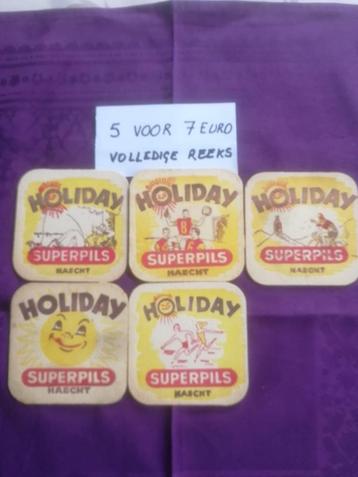 5 VOOR 7 EURO
VOLLEDIGE REEKS
HOLIDAY
SUPERPILS
HAECHT
HOLIDAY
8
SUPERPILS
HAECHT
HOLIDAY
SUPERPILS
HAECHT
HOLIDAY
SUPERPILS
HAECHT
HOLIDAY
SUPERPILS
HAECHT